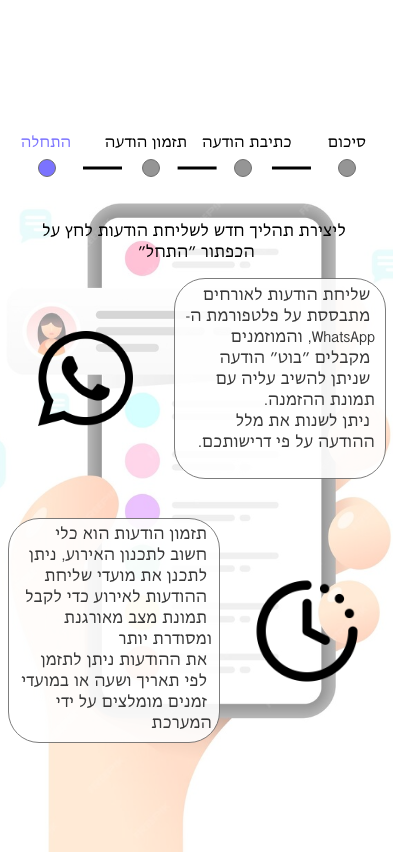 סיכום
כתיבת הודעה
תזמון הודעה
התחלה
ליצירת תהליך חדש לשליחת הודעות לחץ על
הכפתור "התחל"
שליחת הודעות לאורחים
מתבססת על פלטפורמת ה-
WhatsApp, והמוזמנים
מקבלים "בוט" הודעה
שניתן להשיב עליה עם
תמונת ההזמנה.
ניתן לשנות את מלל
ההודעה על פי דרישותכם.
תזמון הודעות הוא כלי
חשוב לתכנון האירוע, ניתן
לתכנן את מועדי שליחת
ההודעות לאירוע כדי לקבל
תמונת מצב מאורגנת
ומסודרת יותר
את ההודעות ניתן לתזמן
לפי תאריך ושעה או במועדי
זמנים מומלצים על ידי
המערכת